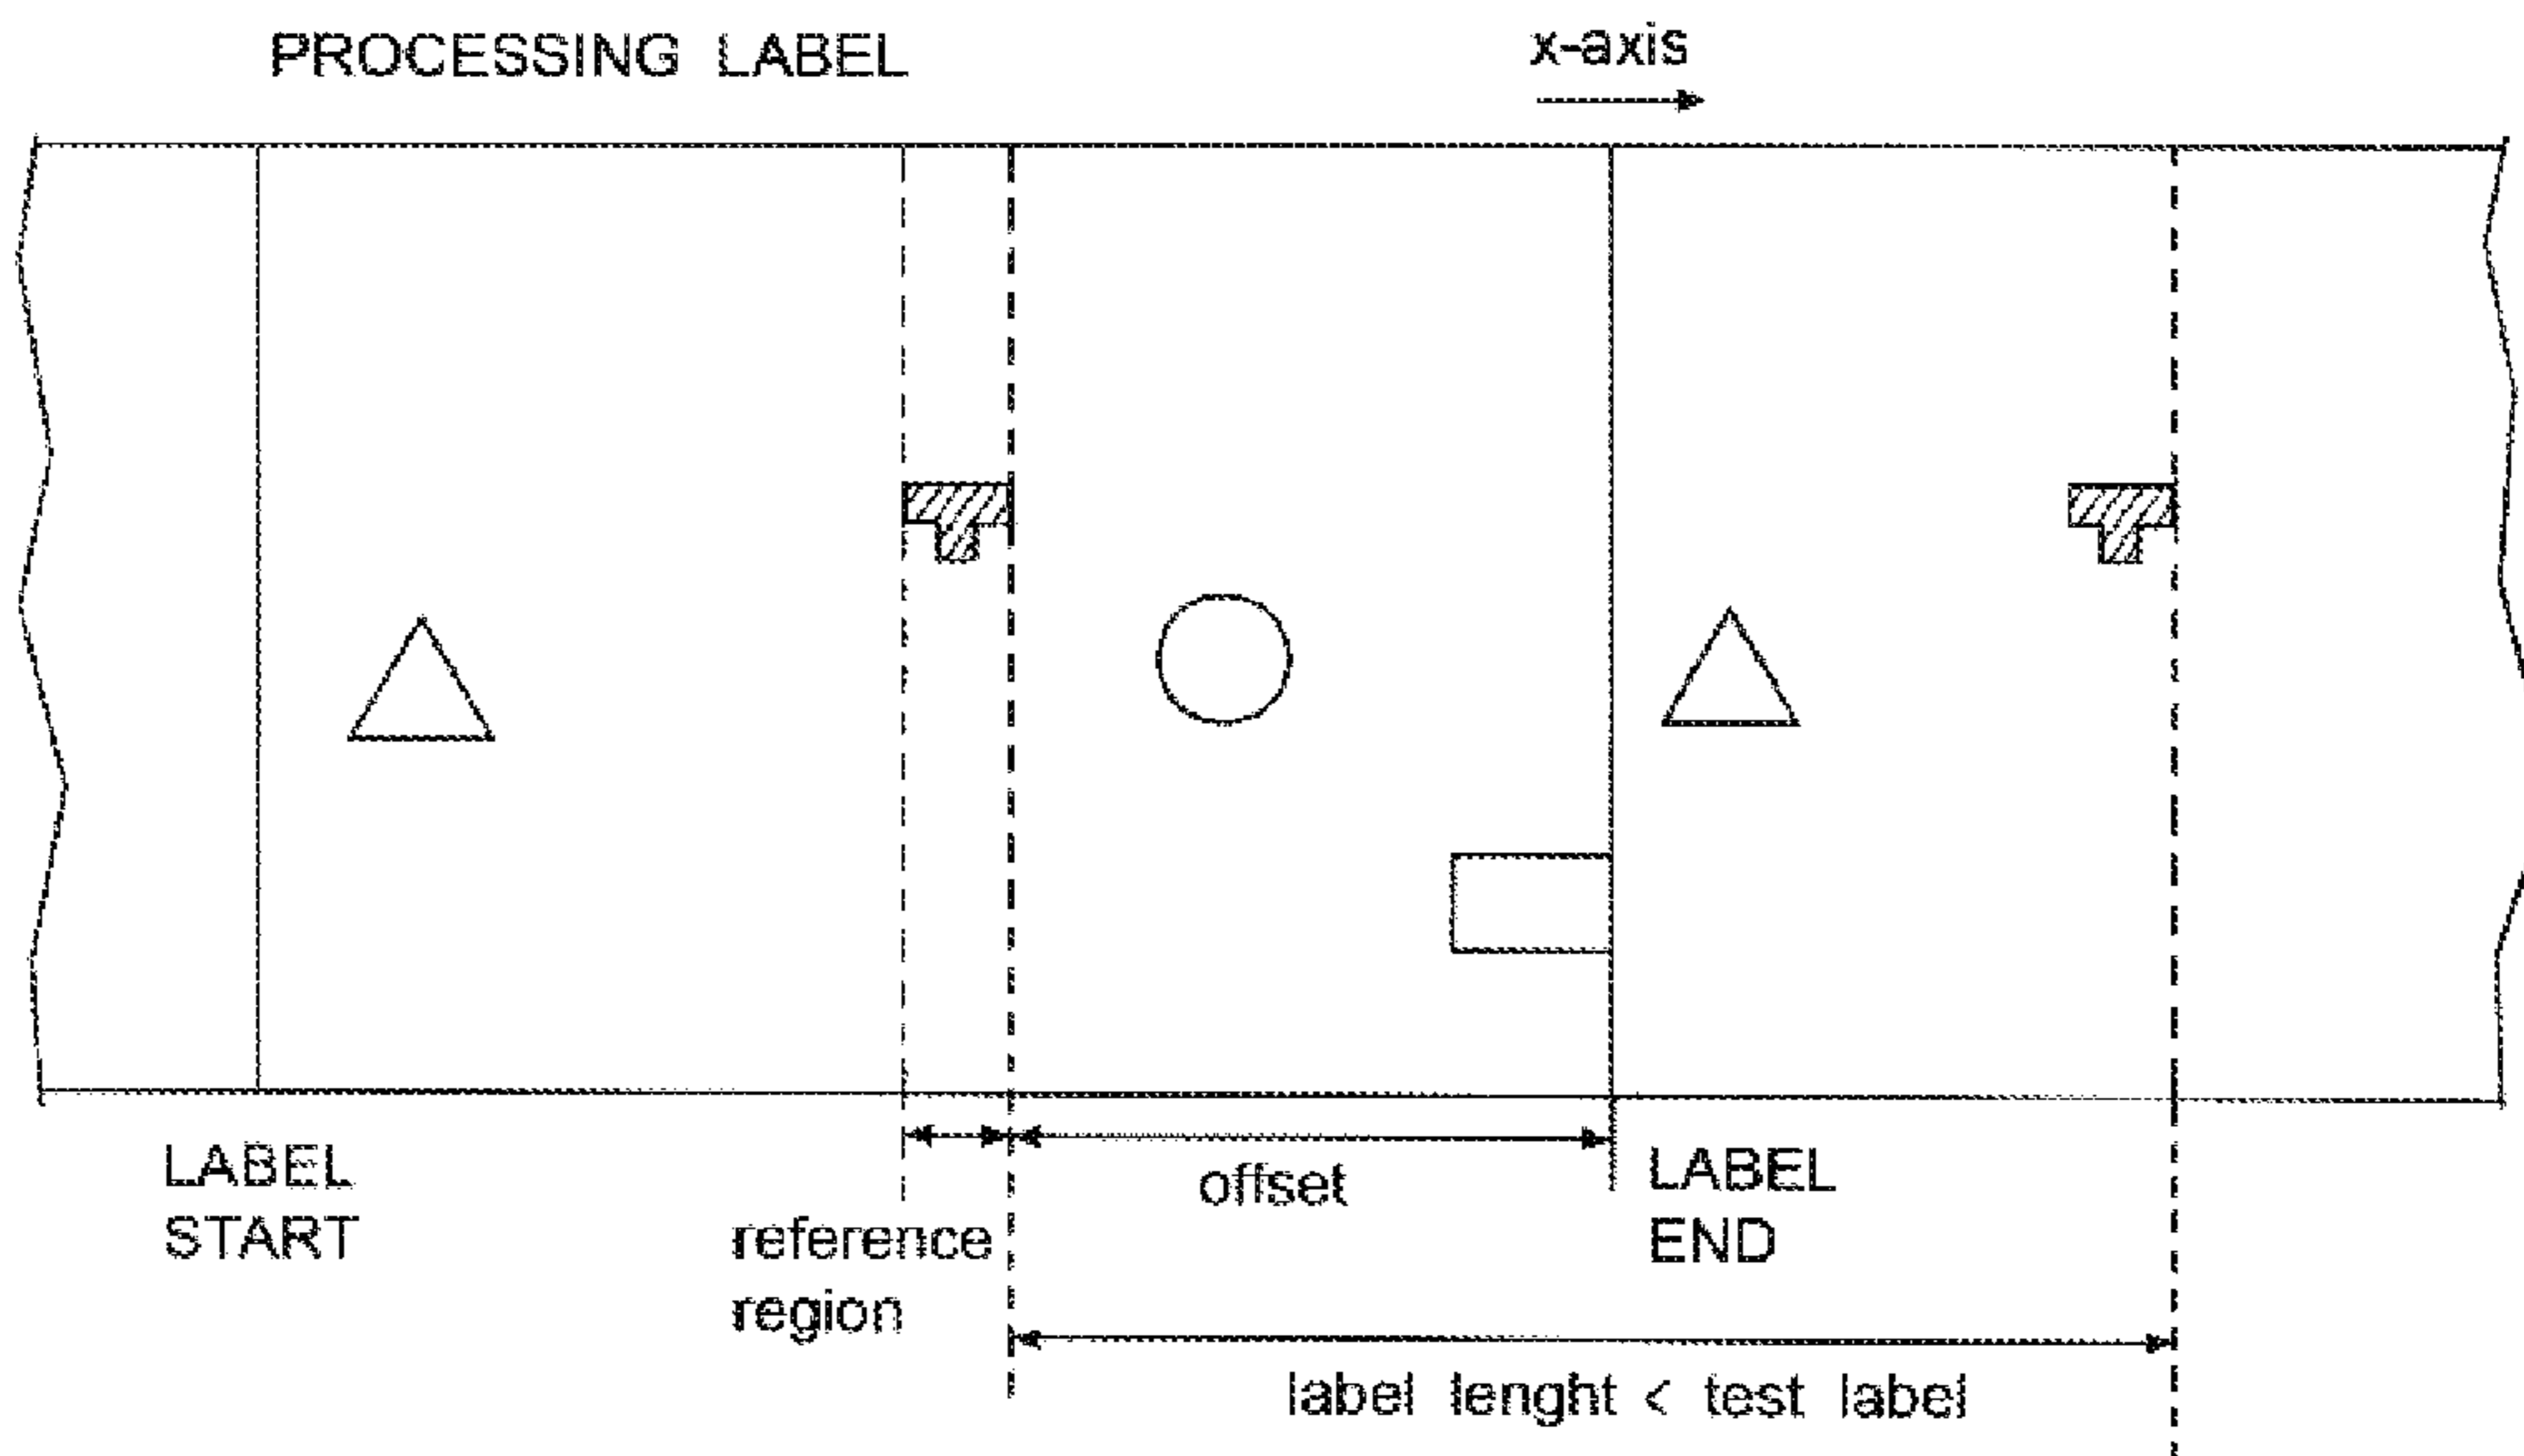 PROCESSING LABEL
x-axis
LABEL
START
reference
region
offset
LABEL
END
label lenght < test label